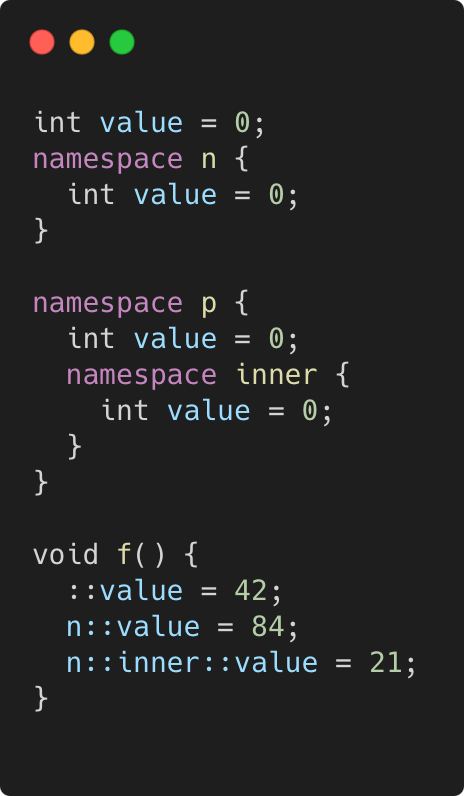 int value = 0;
namespace n {
  int value = 0;
}

namespace p {
  int value = 0;
  namespace inner {
    int value = 0;
  }
}

void f() {
  ::value = 42;
  n::value = 84;
  n::inner::value = 21;
}